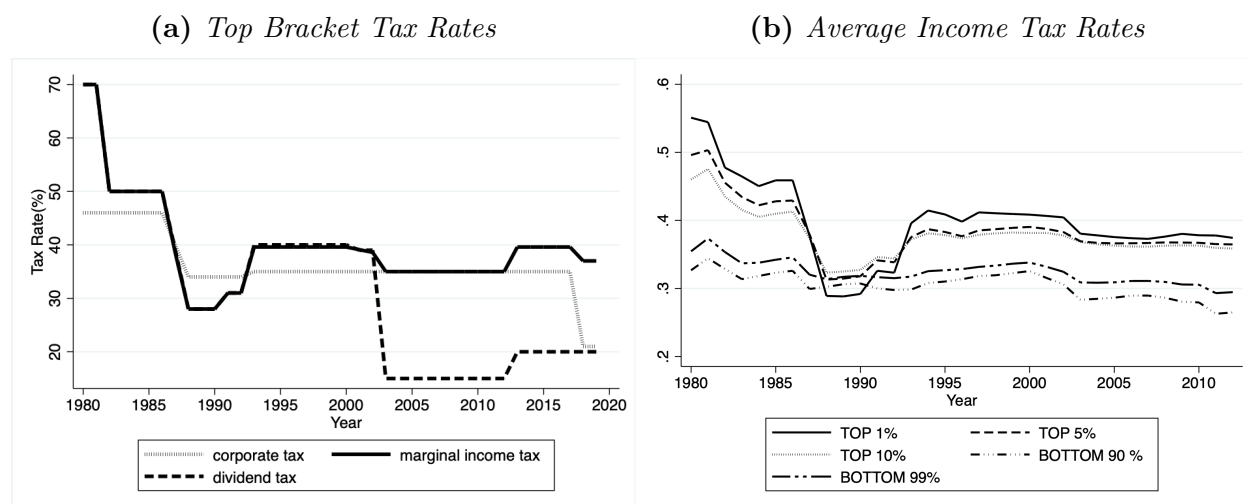 (a) Top Bracket Tax Rates
70
60
50
40
30
20
Tax Rate(%)
1980 1985 1990 1995 2000 2005 2010 2015 2020
Year
corporate tax marginal income tax
dividend tax
(b) Average Income Tax Rates
.6
.5
.4
.3
.2
1980 1985 1990 1995 2000 2005 2010
Year
TOP 1% TOP 5%
TOP 10% BOTTOM 90 %
BOTTOM 99%